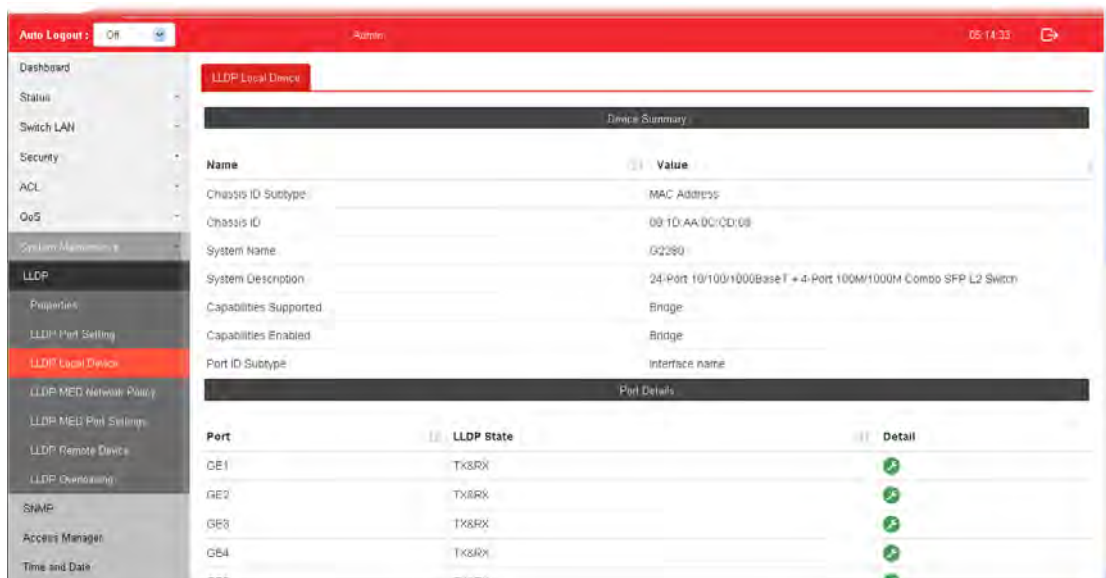 Auto Logout : Off Admin 05:14:33
Dashboard
Status
Switch LAN
Security
ACL
QoS
System Maintenance
LLDP
Properties
LLDP Port Setting
LLDP Local Device
LLDP MED Network Policy
LLDP MED Port Settings
LLDP Remote Device
LLDP Overloading
SNMP
Access Manager
Time and Date
LLDP Local Device
Device Summary
Name Value
Chassis ID Subtype MAC Address
Chassis ID 00:1D:AA:0C:CD:08
System Name G2280
System Description 24-Port 10/100/1000BaseT + 4-Port 100M/1000M Combo SFP L2 Switch
Capabilities Supported Bridge
Capabilities Enabled Bridge
Port ID Subtype Interface name
Port Details
Port LLDP State Detail
GE1 TX&RX
GE2 TX&RX
GE3 TX&RX
GE4 TX&RX